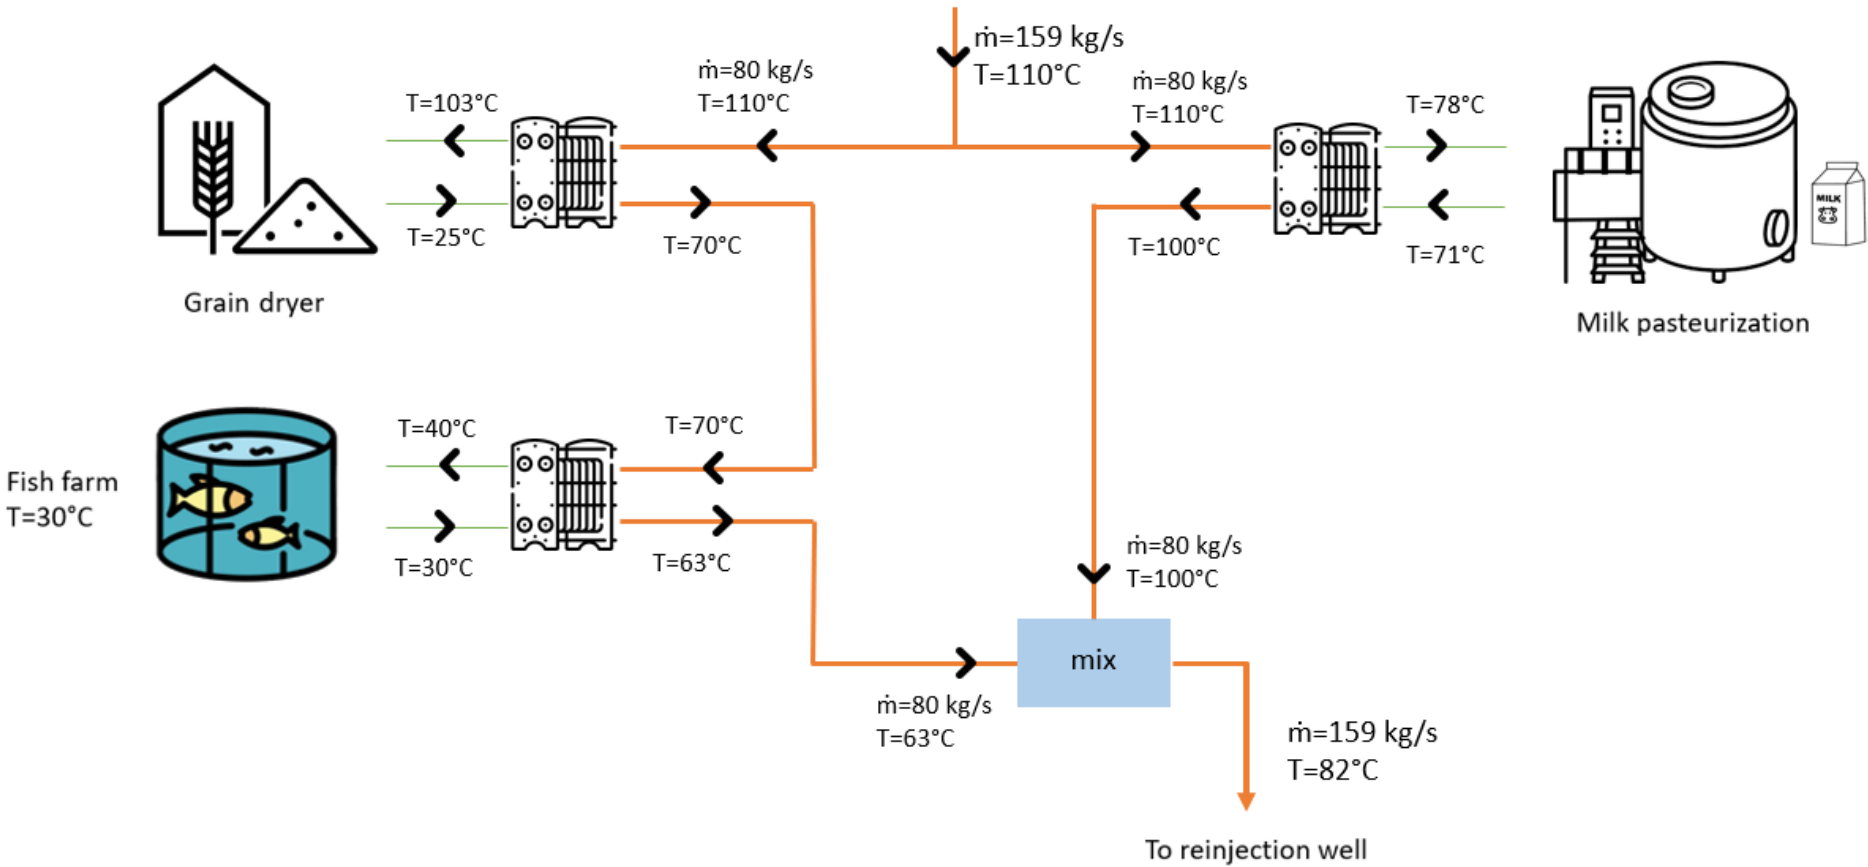 ṁ=159 kg/s
T=110°C
ṁ=80 kg/s
T=110°C
ṁ=80 kg/s
T=110°C
T=103°C
T=78°C
T=25°C
T=70°C
T=100°C
T=71°C
MILK
Grain dryer
Milk pasteurization
T=40°C
T=70°C
Fish farm
T=30°C
T=30°C
T=63°C
ṁ=80 kg/s
T=100°C
mix
ṁ=80 kg/s
T=63°C
ṁ=159 kg/s
T=82°C
To reinjection well